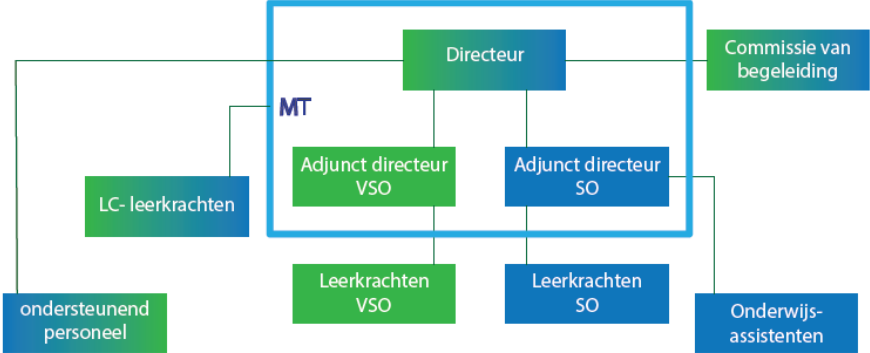 Directeur
Commissie van
begeleiding
MT
Adjunct directeur
VSO
Adjunct directeur
SO
LC- leerkrachten
Leerkrachten
VSO
Leerkrachten
SO
ondersteunend
personeel
Onderwijs-
assistenten